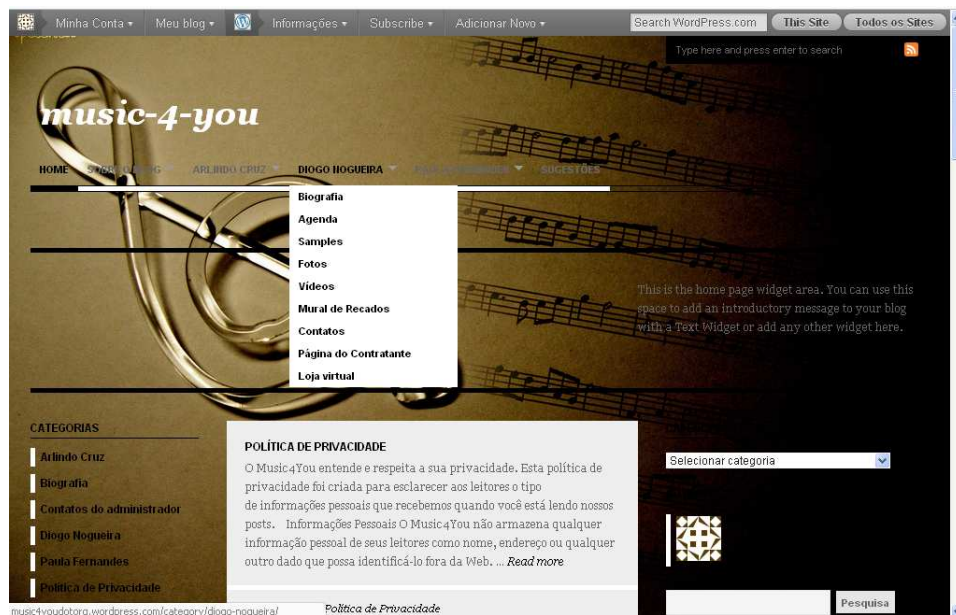 Minha Conta ▾ Meu blog ▾ Informações ▾ Subscribe ▾ Adicionar Novo ▾ Search WordPress.com This Site Todos os Sites
Type here and press enter to search
music-4-you
HOME ARLINDO CRUZ DIOGO NOGUEIRA SUGESTÕES
Biografia
Agenda
Samples
Fotos
Vídeos
Mural de Recados
Contatos
Página do Contratante
Loja virtual
This is the home page widget area. You can use this
space to add an introductory message to your blog
with a Text Widget or add any other widget here.
CATEGORIAS
Arlindo Cruz
Biografia
Contatos do administrador
Diogo Nogueira
Paula Fernandes
Política de Privacidade
POLÍTICA DE PRIVACIDADE
O Music4You entende e respeita a sua privacidade. Esta política de
privacidade foi criada para esclarecer aos leitores o tipo
de informações pessoais que recebemos quando você está lendo nossos
posts. Informações Pessoais O Music4You não armazena qualquer
informação pessoal de seus leitores como nome, endereço ou qualquer
outro dado que possa identificá-lo fora da Web. ... Read more
Política de Privacidade
Selecionar categoria
Pesquisa
music4youdotorg.wordpress.com/category/diogo-nogueira/